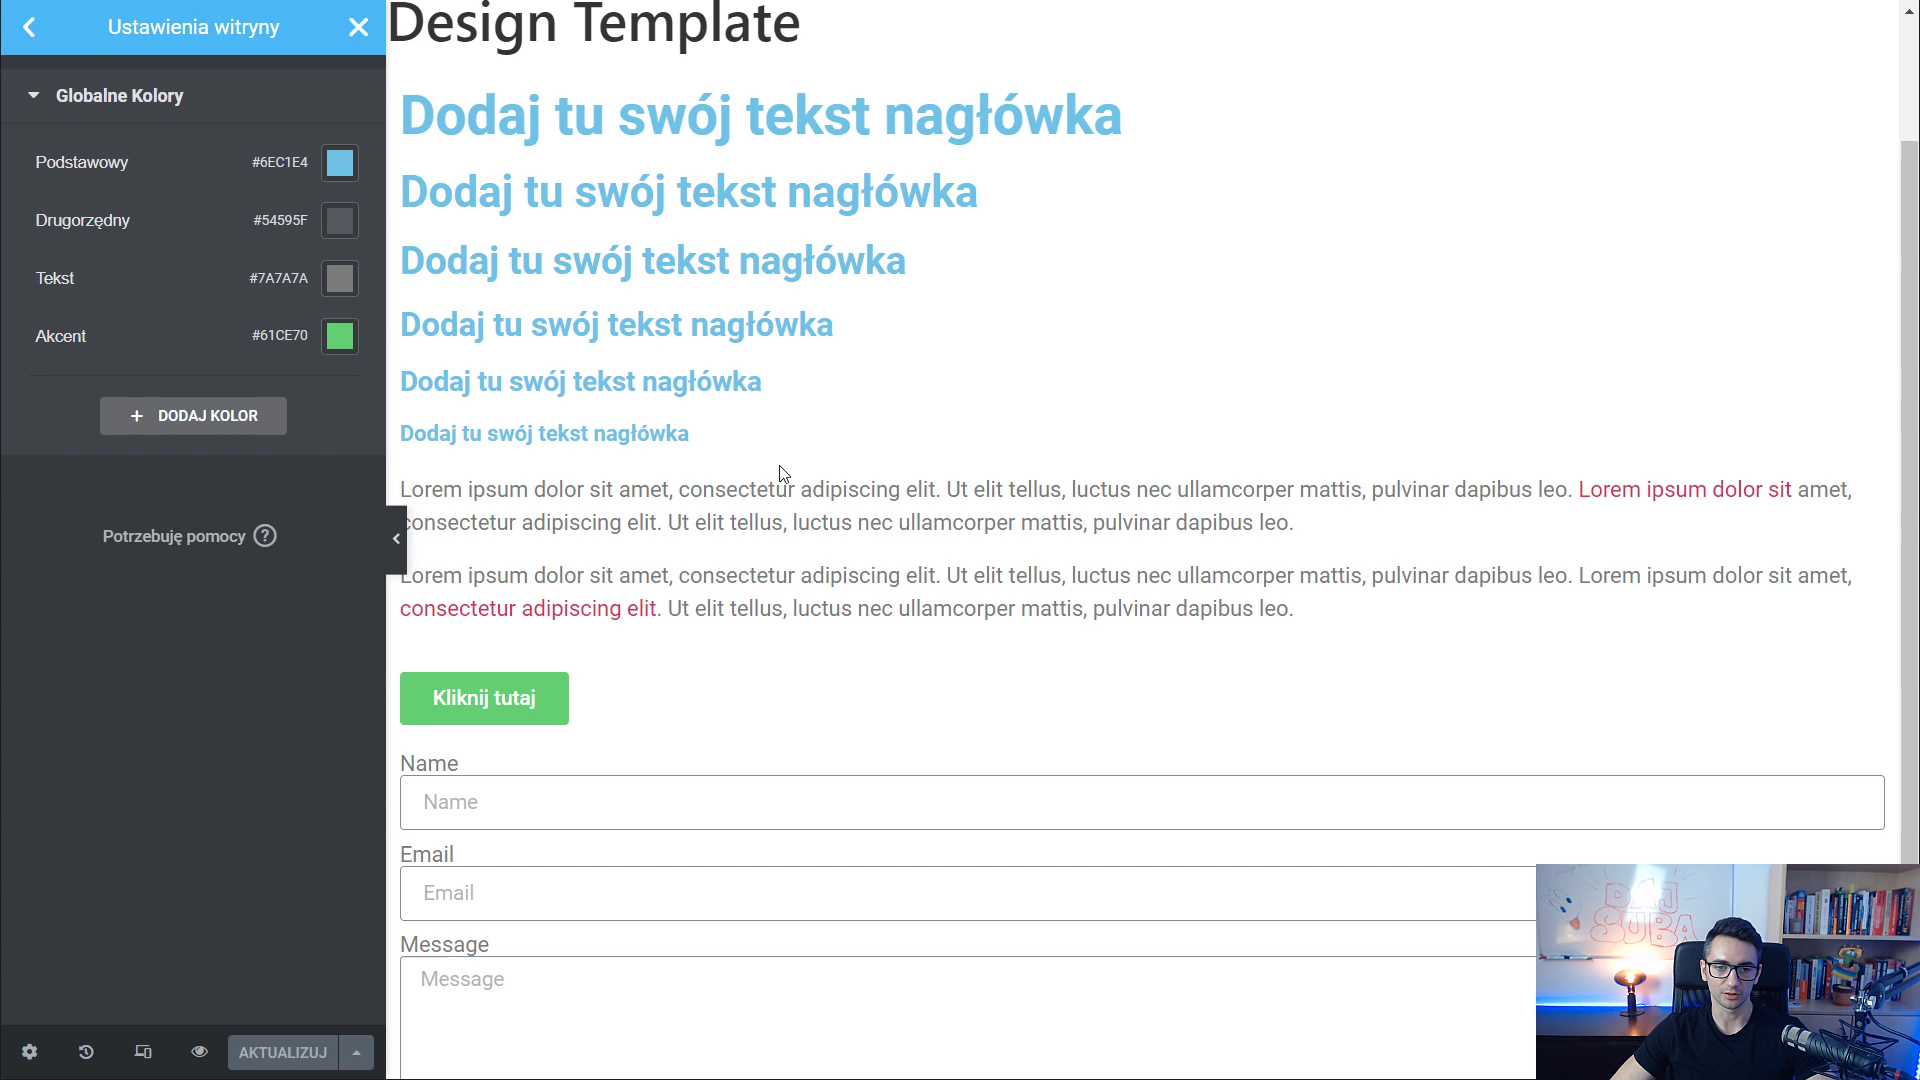 Ustawienia witryny
Globalne Kolory
Podstawowy #6EC1E4
Drugorzędny #54595F
Tekst #7A7A7A
Akcent #61CE70
DODAJ KOLOR
Potrzebuję pomocy ?
AKTUALIZUJ
Design Template
Dodaj tu swój tekst nagłówka
Dodaj tu swój tekst nagłówka
Dodaj tu swój tekst nagłówka
Dodaj tu swój tekst nagłówka
Dodaj tu swój tekst nagłówka
Dodaj tu swój tekst nagłówka
Lorem ipsum dolor sit amet, consectetur adipiscing elit. Ut elit tellus, luctus nec ullamcorper mattis, pulvinar dapibus leo. Lorem ipsum dolor sit amet,
consectetur adipiscing elit. Ut elit tellus, luctus nec ullamcorper mattis, pulvinar dapibus leo.
Lorem ipsum dolor sit amet, consectetur adipiscing elit. Ut elit tellus, luctus nec ullamcorper mattis, pulvinar dapibus leo. Lorem ipsum dolor sit amet,
consectetur adipiscing elit. Ut elit tellus, luctus nec ullamcorper mattis, pulvinar dapibus leo.
Kliknij tutaj
Name
Name
Email
Email
Message
Message
DAJ
SUBA